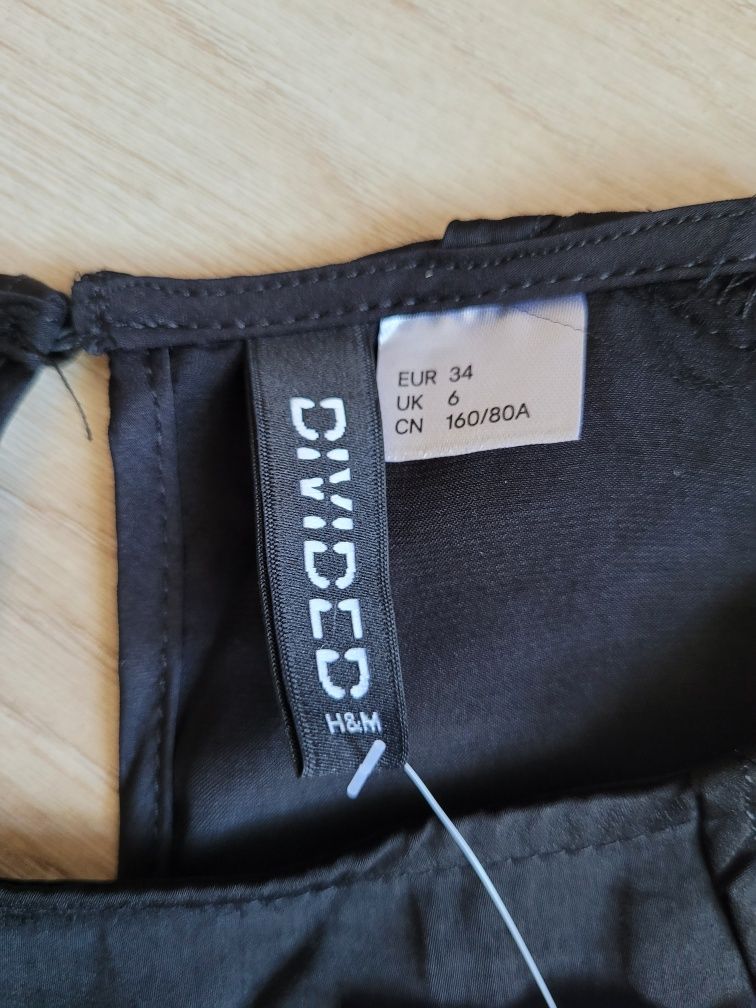 DIVIDED
H&M
EUR 34
UK 6
CN 160/80A